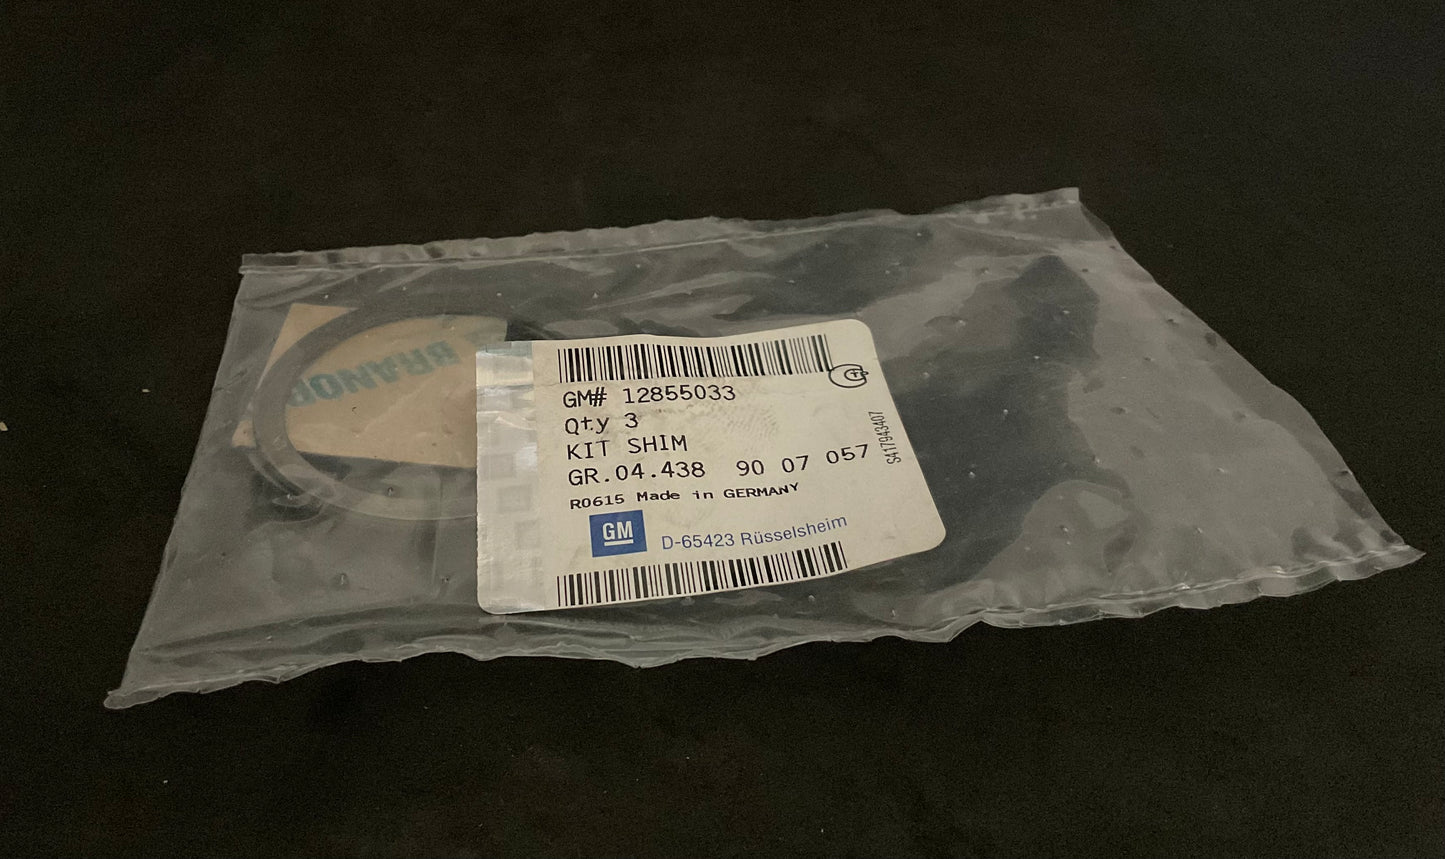 GM# 12855033
Qty 3
KIT SHIM
GR.04.438 90 07 057
R0615 Made in GERMANY
GM
D-65423 Rüsselsheim
S417943407